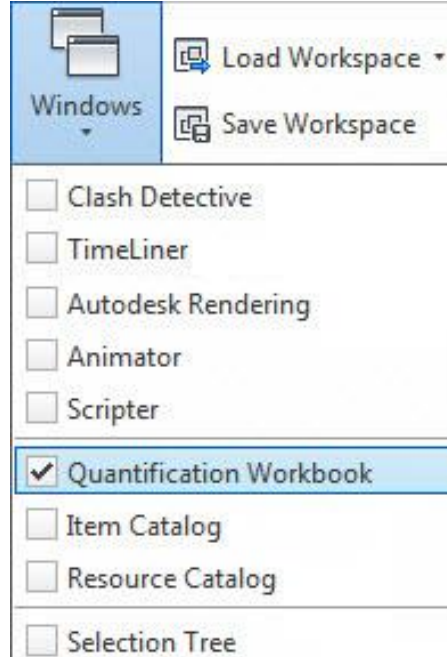 Windows
Load Workspace
Save Workspace
Clash Detective
TimeLiner
Autodesk Rendering
Animator
Scripter
Quantification Workbook
Item Catalog
Resource Catalog
Selection Tree